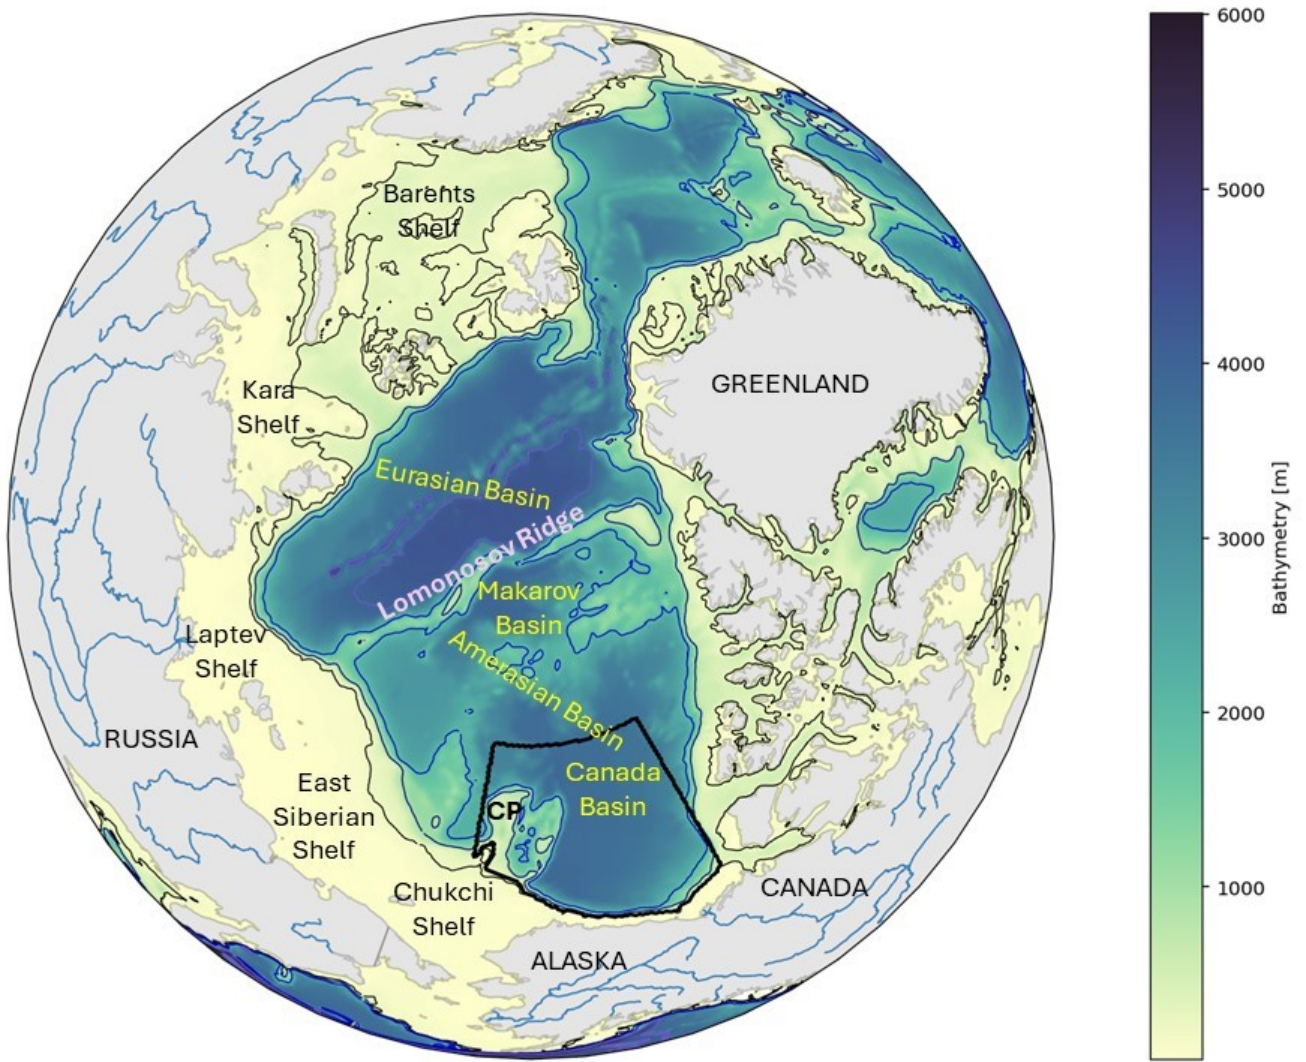 6000
5000
4000
3000
2000
1000
Bathymetry [m]
Barents
Shelf
Kara
Shelf
GREENLAND
Eurasian Basin
Lomonosov Ridge
Makarov
Basin
Laptev
Shelf
Amerasian Basin
RUSSIA
Canada
Basin
East
Siberian
Shelf
CP
Chukchi
Shelf
CANADA
ALASKA